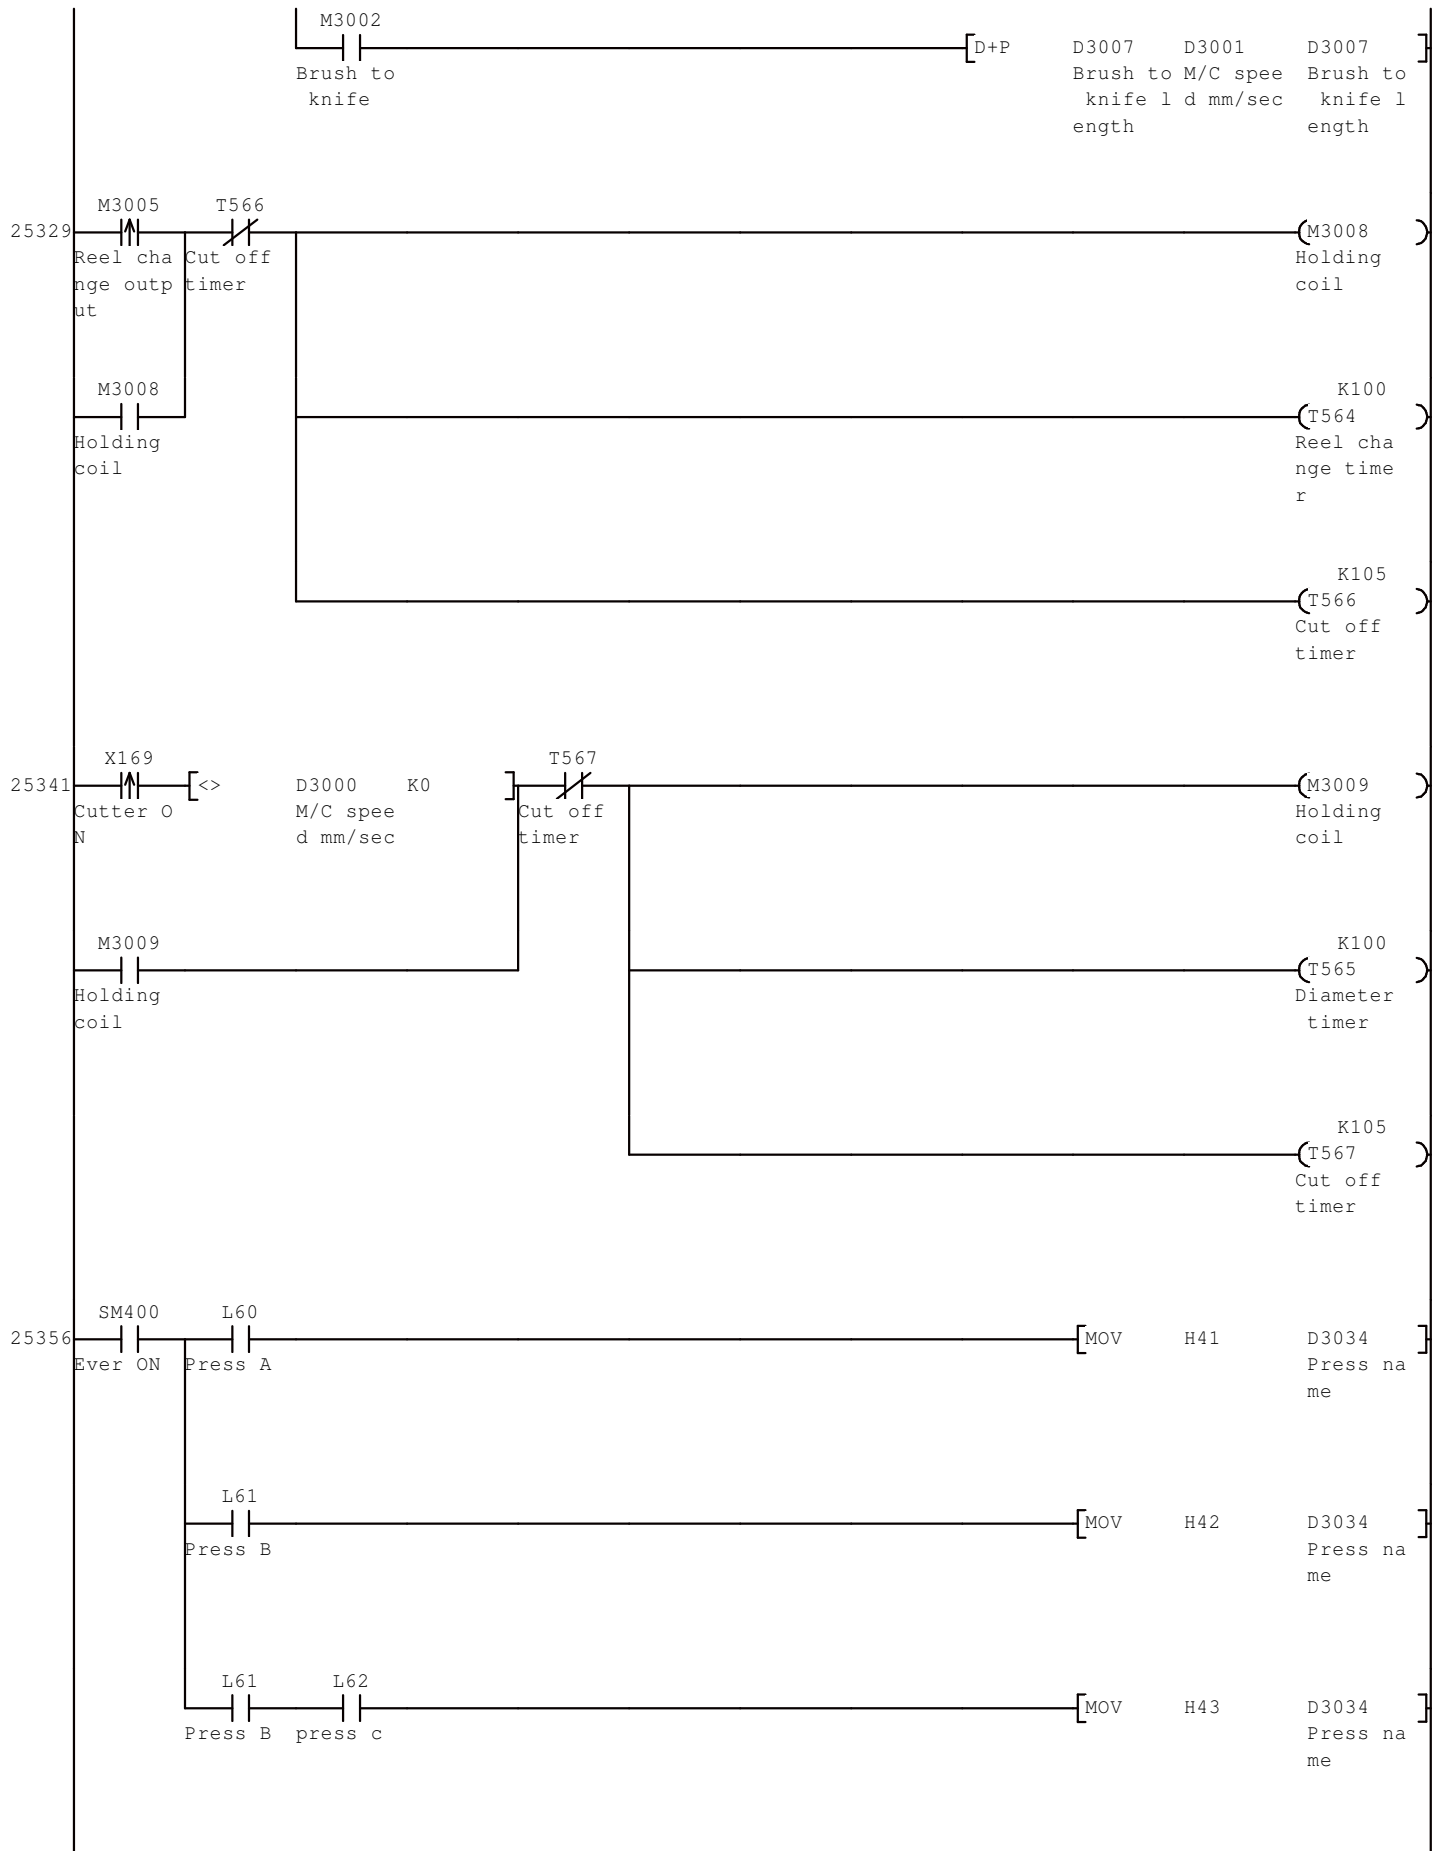 M3002
[D+P D3007 D3001 D3007 ]
Brush to Brush to M/C spee Brush to
knife knife l d mm/sec knife l
ength ength
M3005 T566
25329 (M3008 )
Reel cha Cut off Holding
nge outp timer coil
ut
M3008 K100
(T564 )
Holding Reel cha
coil nge time
r
K105
(T566 )
Cut off
timer
X169 T567
25341 [<> D3000 K0 ] (M3009 )
Cutter O M/C spee Cut off Holding
N d mm/sec timer coil
M3009 K100
(T565 )
Holding Diameter
coil timer
K105
(T567 )
Cut off
timer
SM400 L60
25356 [MOV H41 D3034 ]
Ever ON Press A Press na
me
L61
[MOV H42 D3034 ]
Press B Press na
me
L61 L62
[MOV H43 D3034 ]
Press B press c Press na
me